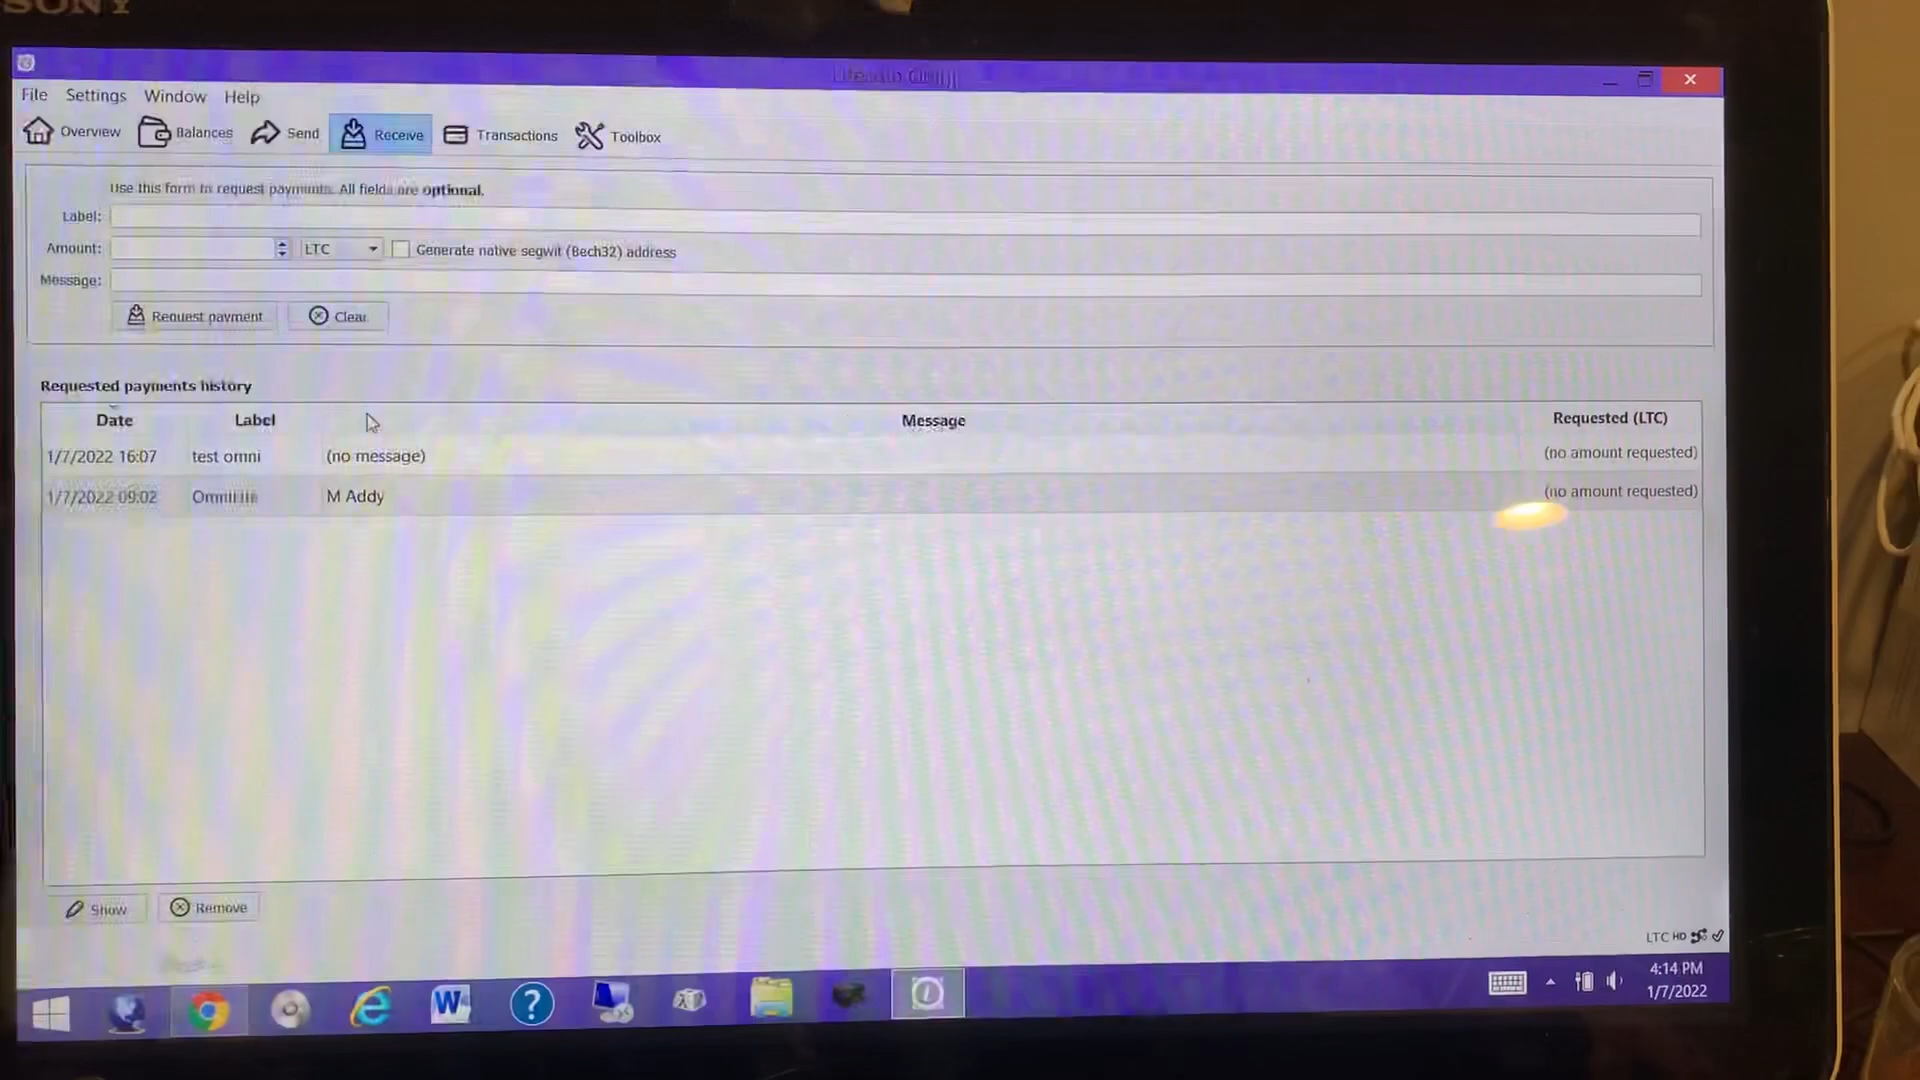 SONY
File Settings Window Help
Overview Balances Send Receive Transactions Toolbox
Use this form to request payments. All fields are optional.
Label:
Amount: LTC Generate native segwit (Bech32) address
Message:
Request payment Clear
Requested payments history
Date Label Message Requested (LTC)
1/7/2022 16:07 test omni (no message) (no amount requested)
1/7/2022 09:02 M Addy (no amount requested)
Show Remove
LTC HD
4:14 PM
1/7/2022